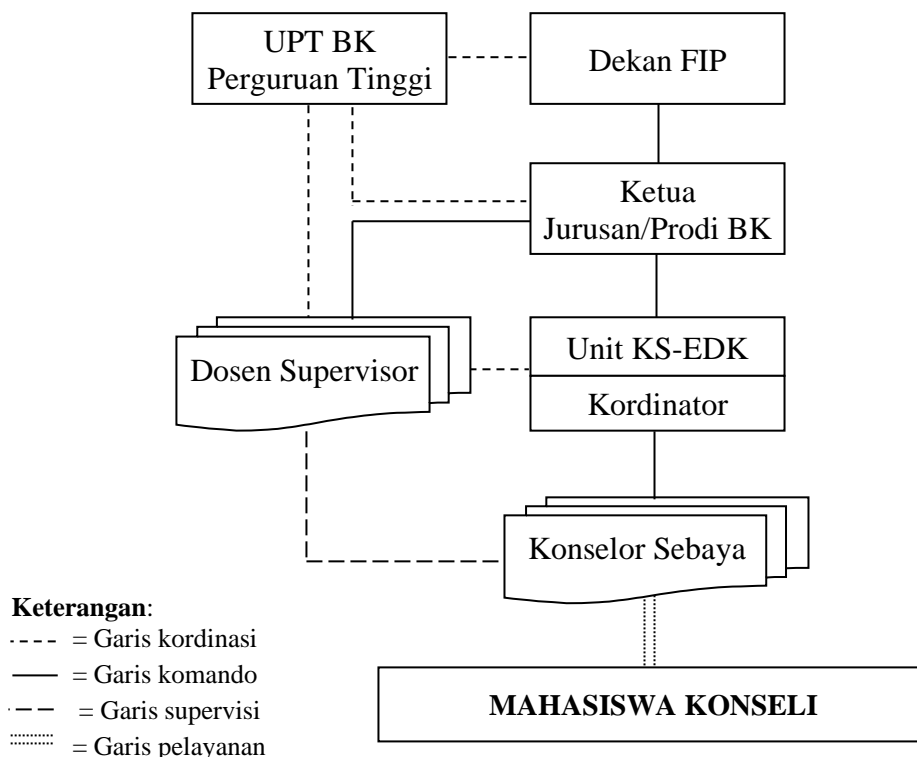 UPT BK
Perguruan Tinggi
Dekan FIP
Ketua
Jurusan/Prodi BK
Dosen Supervisor
Unit KS-EDK
Kordinator
Konselor Sebaya
MAHASISWA KONSELI
Keterangan:
= Garis kordinasi
= Garis komando
= Garis supervisi
= Garis pelayanan